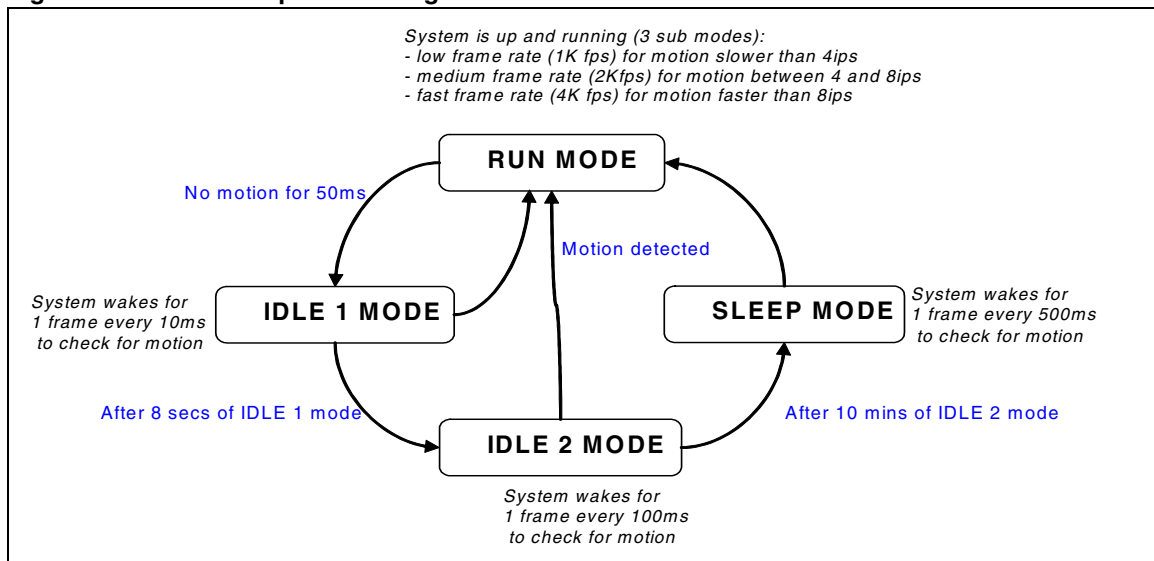 System is up and running (3 sub modes):
- low frame rate (1K fps) for motion slower than 4ips
- medium frame rate (2Kfps) for motion between 4 and 8ips
- fast frame rate (4K fps) for motion faster than 8ips
RUN MODE
No motion for 50ms
Motion detected
System wakes for
1 frame every 10ms
to check for motion
IDLE 1 MODE
SLEEP MODE
System wakes for
1 frame every 500ms
to check for motion
After 8 secs of IDLE 1 mode
After 10 mins of IDLE 2 mode
IDLE 2 MODE
System wakes for
1 frame every 100ms
to check for motion